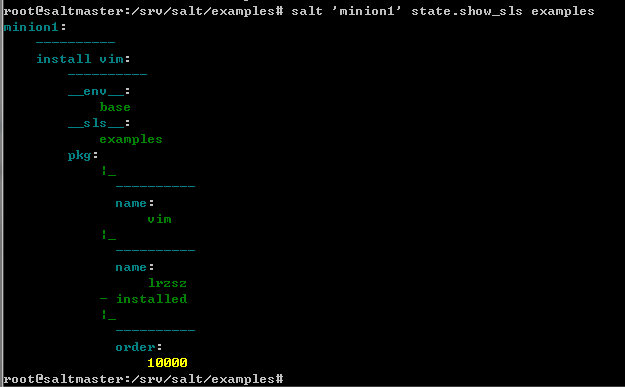 root@saltmaster:/srv/salt/examples# salt 'minion1' state.show_sls examples
minion1:
    ----------
    install vim:
        ----------
        __env__:
            base
        __sls__:
            examples
        pkg:
            |_
              ----------
              name:
                  vim
            |_
              ----------
              name:
                  lrzsz
            - installed
            |_
              ----------
              order:
                  10000
root@saltmaster:/srv/salt/examples#